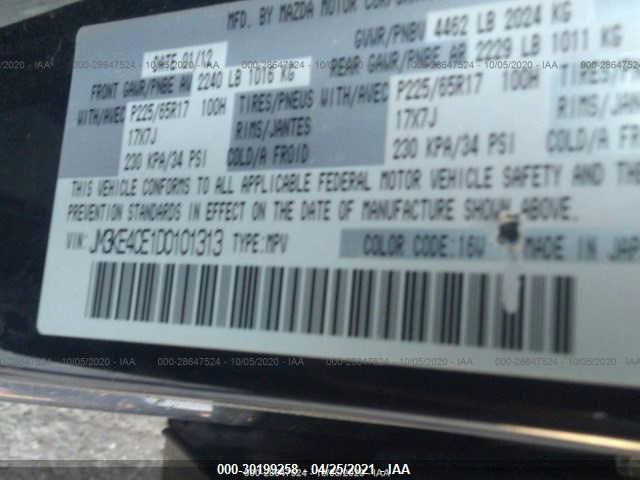 MFD. BY MAZDA MOTOR CORPORA
DATE 01/12 GVWR/PNBV 4462 LB 2024 KG
FRONT GAWR/PNBE AV 2240 LB 1016 KG REAR GAWR/PNBE AR 2229 LB 1011 KG
WITH/AVEC P225/65R17 100H TIRES/PNEUS WITH/AVEC P225/65R17 100H TIRES/
17X7J RIMS/JANTES 17X7J RIMS/
230 KPA/34 PSI COLD/A FROID 230 KPA/34 PSI COLD/A
THIS VEHICLE CONFORMS TO ALL APPLICABLE FEDERAL MOTOR VEHICLE SAFETY AND THE
PREVENTION STANDARDS IN EFFECT ON THE DATE OF MANUFACTURE SHOWN ABOVE.
VIN: JM3KE4CE1D0101313 TYPE:MPV COLOR CODE:16W MADE IN JAP
000-28647524 - 10/05/2020 - IAA
000-30199258 - 04/25/2021 - IAA